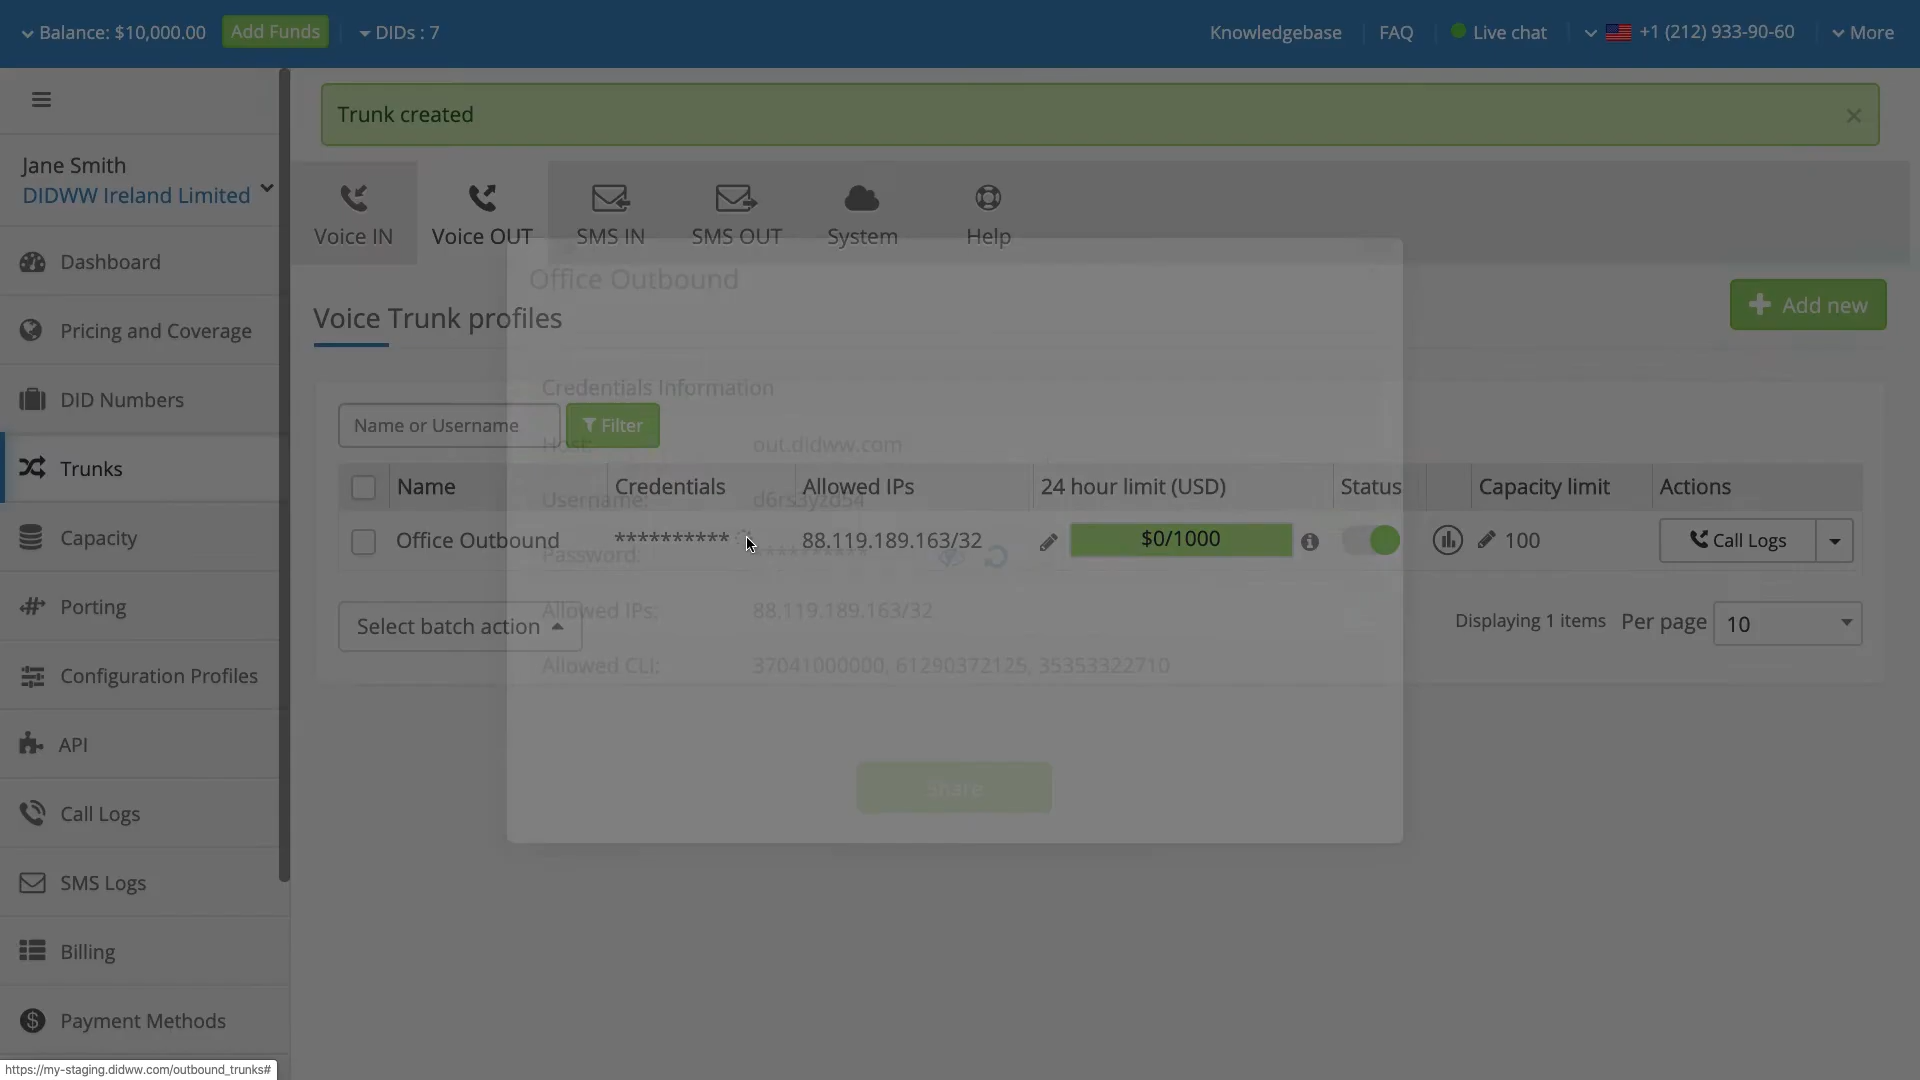 Balance: $10,000.00
Add Funds
DIDs : 7
Knowledgebase
FAQ
Live chat
+1 (212) 933-90-60
More
Trunk created
Jane Smith
DIDWW Ireland Limited
Voice IN
Voice OUT
SMS IN
SMS OUT
System
Help
Dashboard
Pricing and Coverage
DID Numbers
Trunks
Capacity
Porting
Configuration Profiles
API
Call Logs
SMS Logs
Billing
Payment Methods
Voice Trunk profiles
Add new
Name or Username
Filter
Name
Credentials
Allowed IPs
24 hour limit (USD)
Status
Capacity limit
Actions
Office Outbound
**********
88.119.189.163/32
$0/1000
100
Call Logs
Select batch action
Displaying 1 items
Per page
10
Office Outbound
Credentials Information
Host:
out.didww.com
Username:
Password:
**********
Allowed IPs:
88.119.189.163/32
Allowed CLI:
37041000000, 61290372125, 35353322710
Share
https://my-staging.didww.com/outbound_trunks#